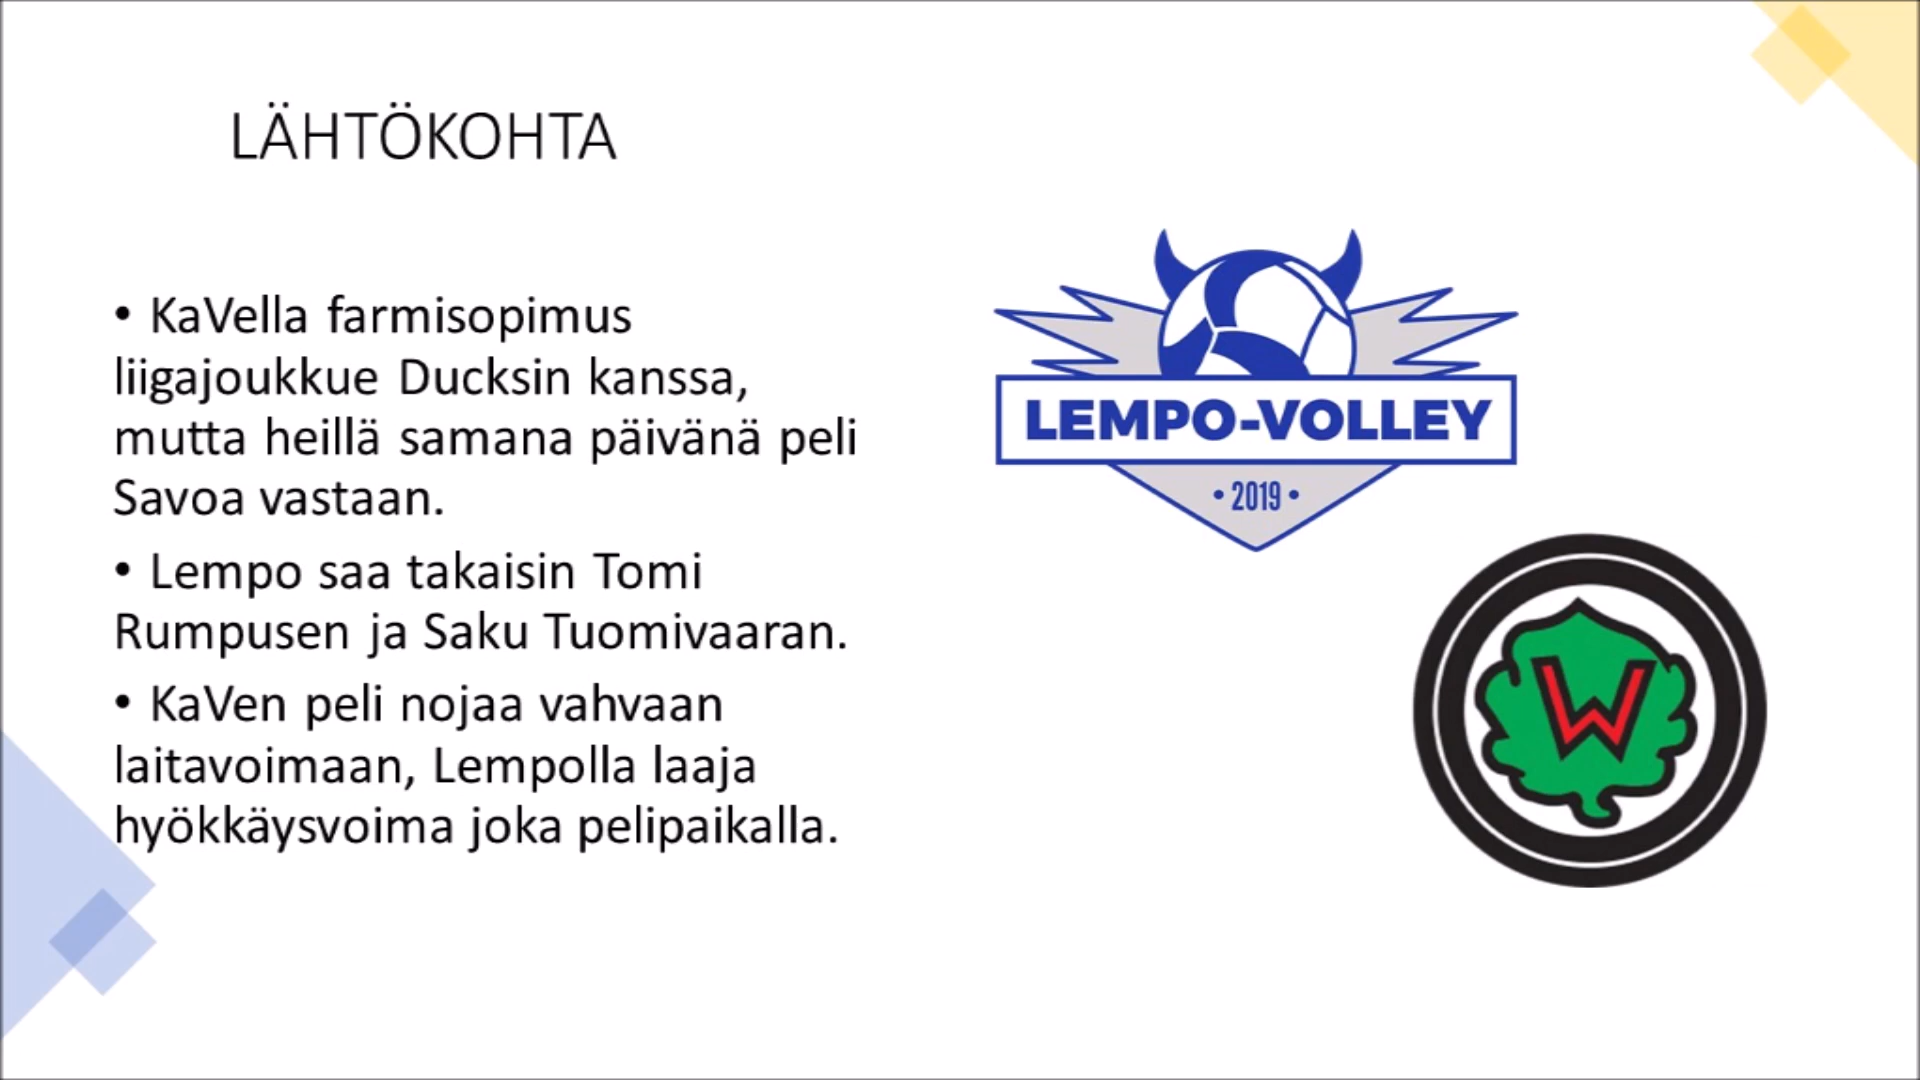 LÄHTÖKOHTA
• KaVella farmisopimus
liigajoukkue Ducksin kanssa,
mutta heillä samana päivänä peli
Savoa vastaan.
• Lempo saa takaisin Tomi
Rumpusen ja Saku Tuomivaaran.
• KaVen peli nojaa vahvaan
laitavoimaan, Lempolla laaja
hyökkäysvoima joka pelipaikalla.
LEMPO-VOLLEY
• 2019 •
W